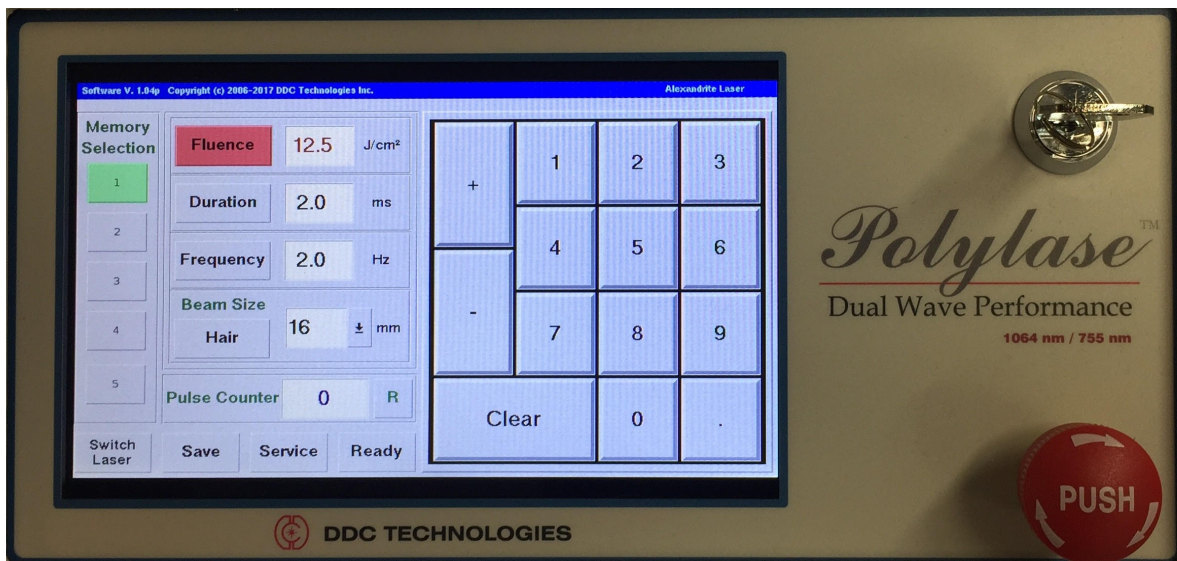 Software V. 1.04p Copyright (c) 2006-2017 DDC Technologies Inc. Alexandrite Laser
Memory
Selection
1
2
3
4
5
Fluence 12.5 J/cm²
Duration 2.0 ms
Frequency 2.0 Hz
Beam Size
Hair 16 mm
Pulse Counter 0 R
Switch
Laser
Save Service Ready
+ 1 2 3
4 5 6
- 7 8 9
Clear 0 .
Polylase™
Dual Wave Performance
1064 nm / 755 nm
PUSH
DDC TECHNOLOGIES